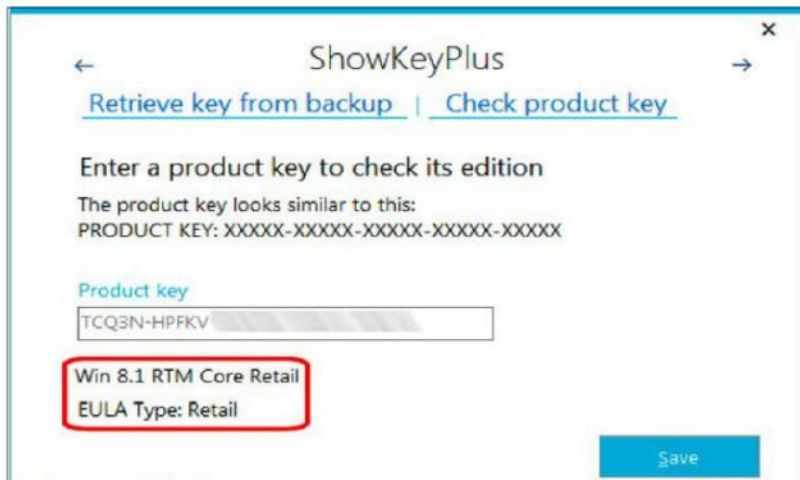 ShowKeyPlus
Retrieve key from backup | Check product key
Enter a product key to check its edition
The product key looks similar to this:
PRODUCT KEY: XXXXX-XXXXX-XXXXX-XXXXX-XXXXX
Product key
TCQ3N-HPFKV
Win 8.1 RTM Core Retail
EULA Type: Retail
Save